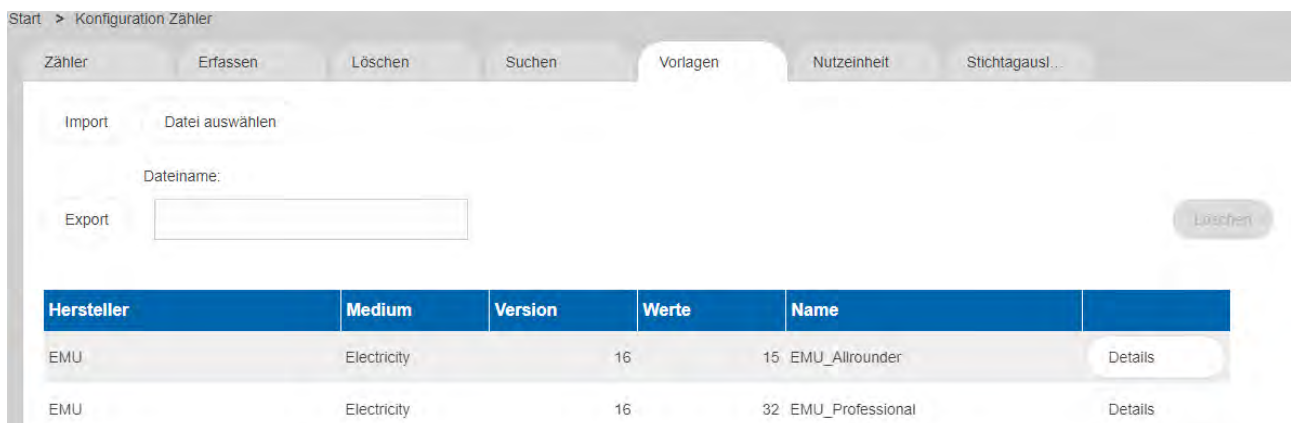 Start > Konfiguration Zähler
Zähler Erfassen Löschen Suchen Vorlagen Nutzeinheit Stichtagausl...
Import Datei auswählen
Dateiname:
Export
Löschen
Hersteller Medium Version Werte Name
EMU Electricity 16 15 EMU_Allrounder Details
EMU Electricity 16 32 EMU_Professional Details